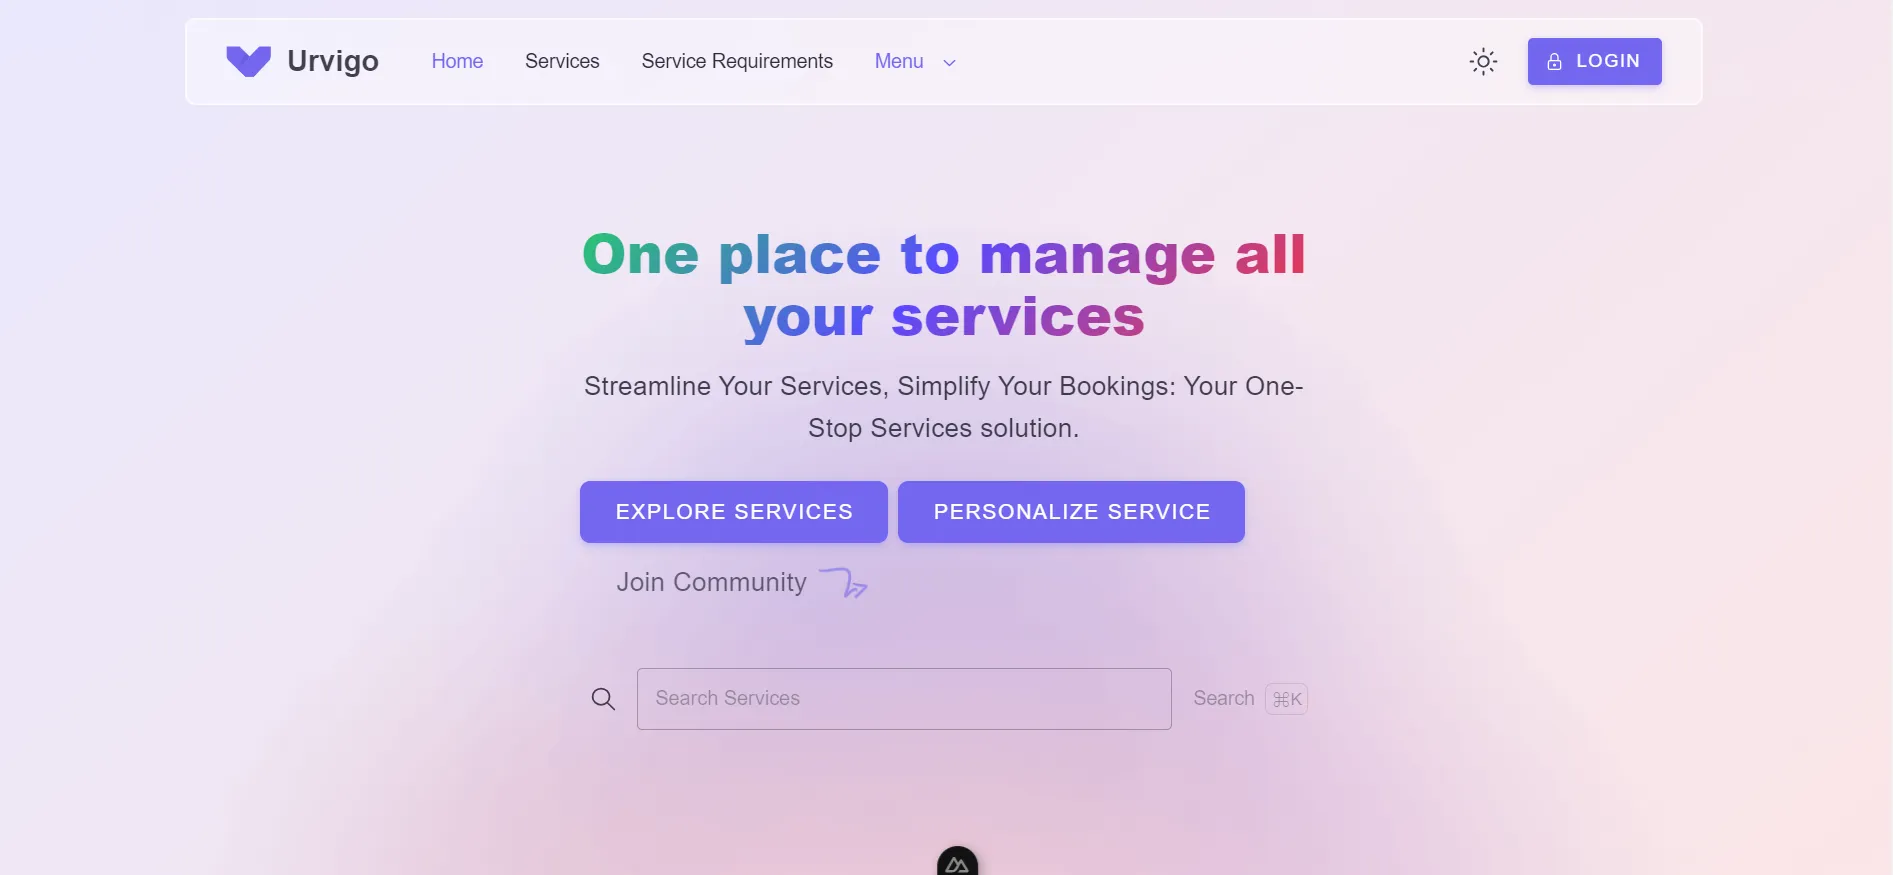 Urvigo
Home
Services
Service Requirements
Menu
LOGIN
One place to manage all
your services
Streamline Your Services, Simplify Your Bookings: Your One-
Stop Services solution.
EXPLORE SERVICES
PERSONALIZE SERVICE
Join Community
Search Services
Search ⌘K